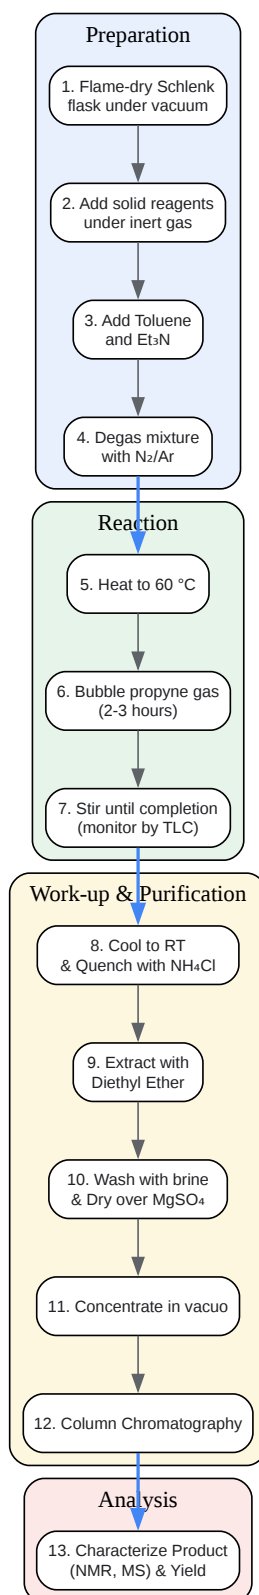 Preparation
1. Flame-dry Schlenk
flask under vacuum
2. Add solid reagents
under inert gas
3. Add Toluene
and Et₃N
4. Degas mixture
with N₂/Ar
Reaction
5. Heat to 60 °C
6. Bubble propyne gas
(2-3 hours)
7. Stir until completion
(monitor by TLC)
Work-up & Purification
8. Cool to RT
& Quench with NH₄Cl
9. Extract with
Diethyl Ether
10. Wash with brine
& Dry over MgSO₄
11. Concentrate in vacuo
12. Column Chromatography
Analysis
13. Characterize Product
(NMR, MS) & Yield